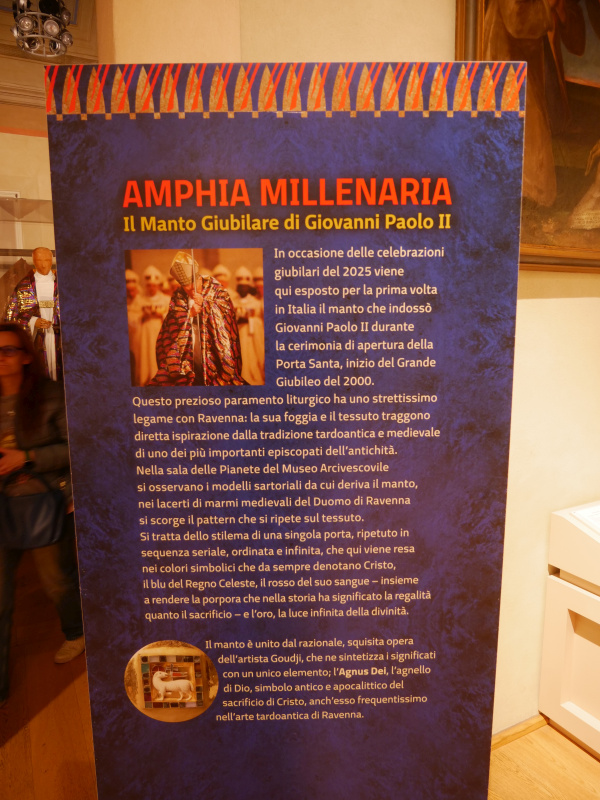 AMPHIA MILLENARIA
Il Manto Giubilare di Giovanni Paolo II
In occasione delle celebrazioni
giubilari del 2025 viene
qui esposto per la prima volta
in Italia il manto che indossò
Giovanni Paolo II durante
la cerimonia di apertura della
Porta Santa, inizio del Grande
Giubileo del 2000.
Questo prezioso paramento liturgico ha uno strettissimo
legame con Ravenna: la sua foggia e il tessuto traggono
diretta ispirazione dalla tradizione tardoantica e medievale
di uno dei più importanti episcopati dell'antichità.
Nella sala delle Pianete del Museo Arcivescovile
si osservano i modelli sartoriali da cui deriva il manto,
nei lacerti di marmi medievali del Duomo di Ravenna
si scorge il pattern che si ripete sul tessuto.
Si tratta dello stilema di una singola porta, ripetuto in
sequenza seriale, ordinata e infinita, che qui viene resa
nei colori simbolici che da sempre denotano Cristo,
il blu del Regno Celeste, il rosso del suo sangue – insieme
a rendere la porpora che nella storia ha significato la regalità
quanto il sacrificio – e l'oro, la luce infinita della divinità.
Il manto è unito dal razionale, squisita opera
dell'artista Goudji, che ne sintetizza i significati
con un unico elemento; l'Agnus Dei, l'agnello
di Dio, simbolo antico e apocalittico del
sacrificio di Cristo, anch'esso frequentissimo
nell'arte tardoantica di Ravenna.